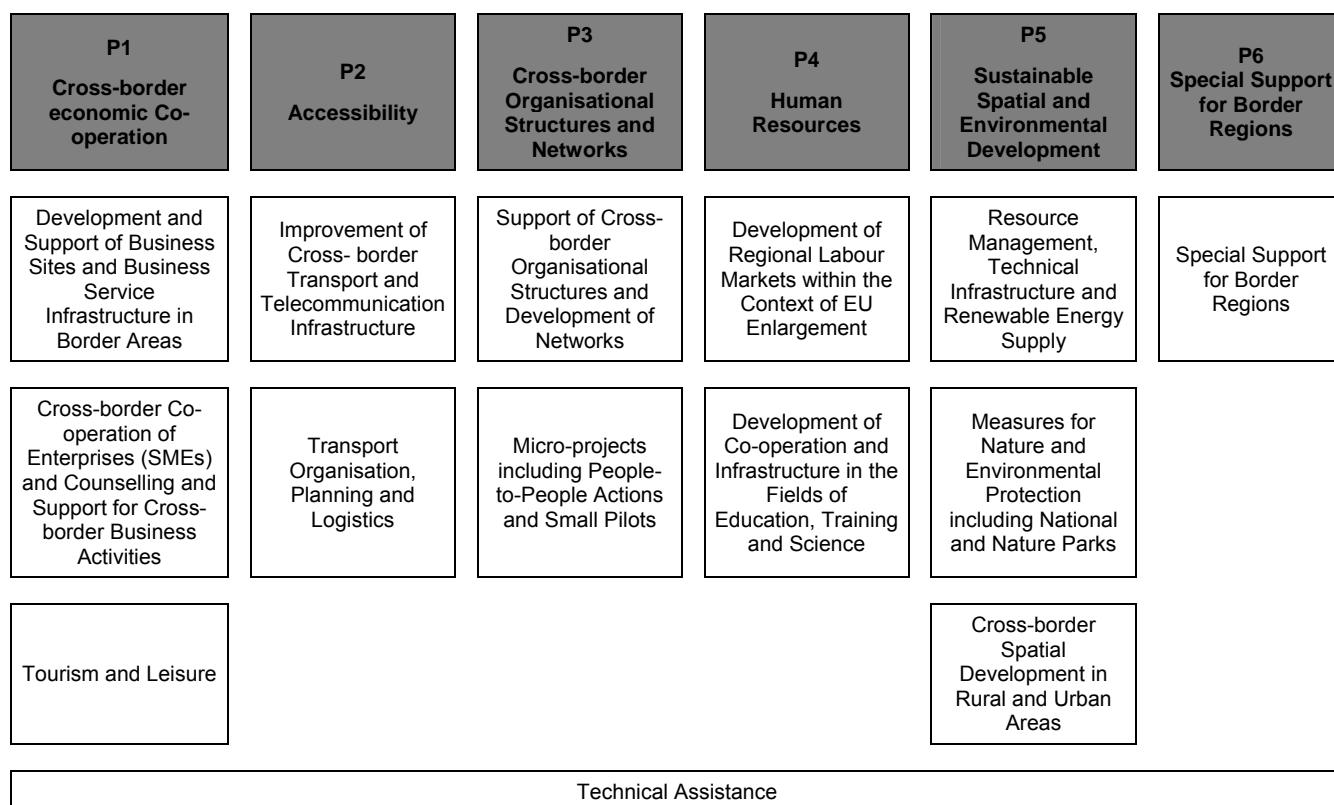 P1
Cross-border
economic Co-
operation
P2
Accessibility
P3
Cross-border
Organisational
Structures and
Networks
P4
Human
Resources
P5
Sustainable
Spatial and
Environmental
Development
P6
Special Support
for Border
Regions
Development and
Support of Business
Sites and Business
Service
Infrastructure in
Border Areas
Improvement of
Cross- border
Transport and
Telecommunication
Infrastructure
Support of Cross-
border
Organisational
Structures and
Development of
Networks
Development of
Regional Labour
Markets within the
Context of EU
Enlargement
Resource
Management,
Technical
Infrastructure and
Renewable Energy
Supply
Special Support
for Border
Regions
Cross-border Co-
operation of
Enterprises (SMEs)
and Counselling and
Support for Cross-
border Business
Activities
Transport
Organisation,
Planning and
Logistics
Micro-projects
including People-
to-People Actions
and Small Pilots
Development of
Co-operation and
Infrastructure in the
Fields of
Education, Training
and Science
Measures for
Nature and
Environmental
Protection
including National
and Nature Parks
Tourism and Leisure
Cross-border
Spatial
Development in
Rural and Urban
Areas
Technical Assistance